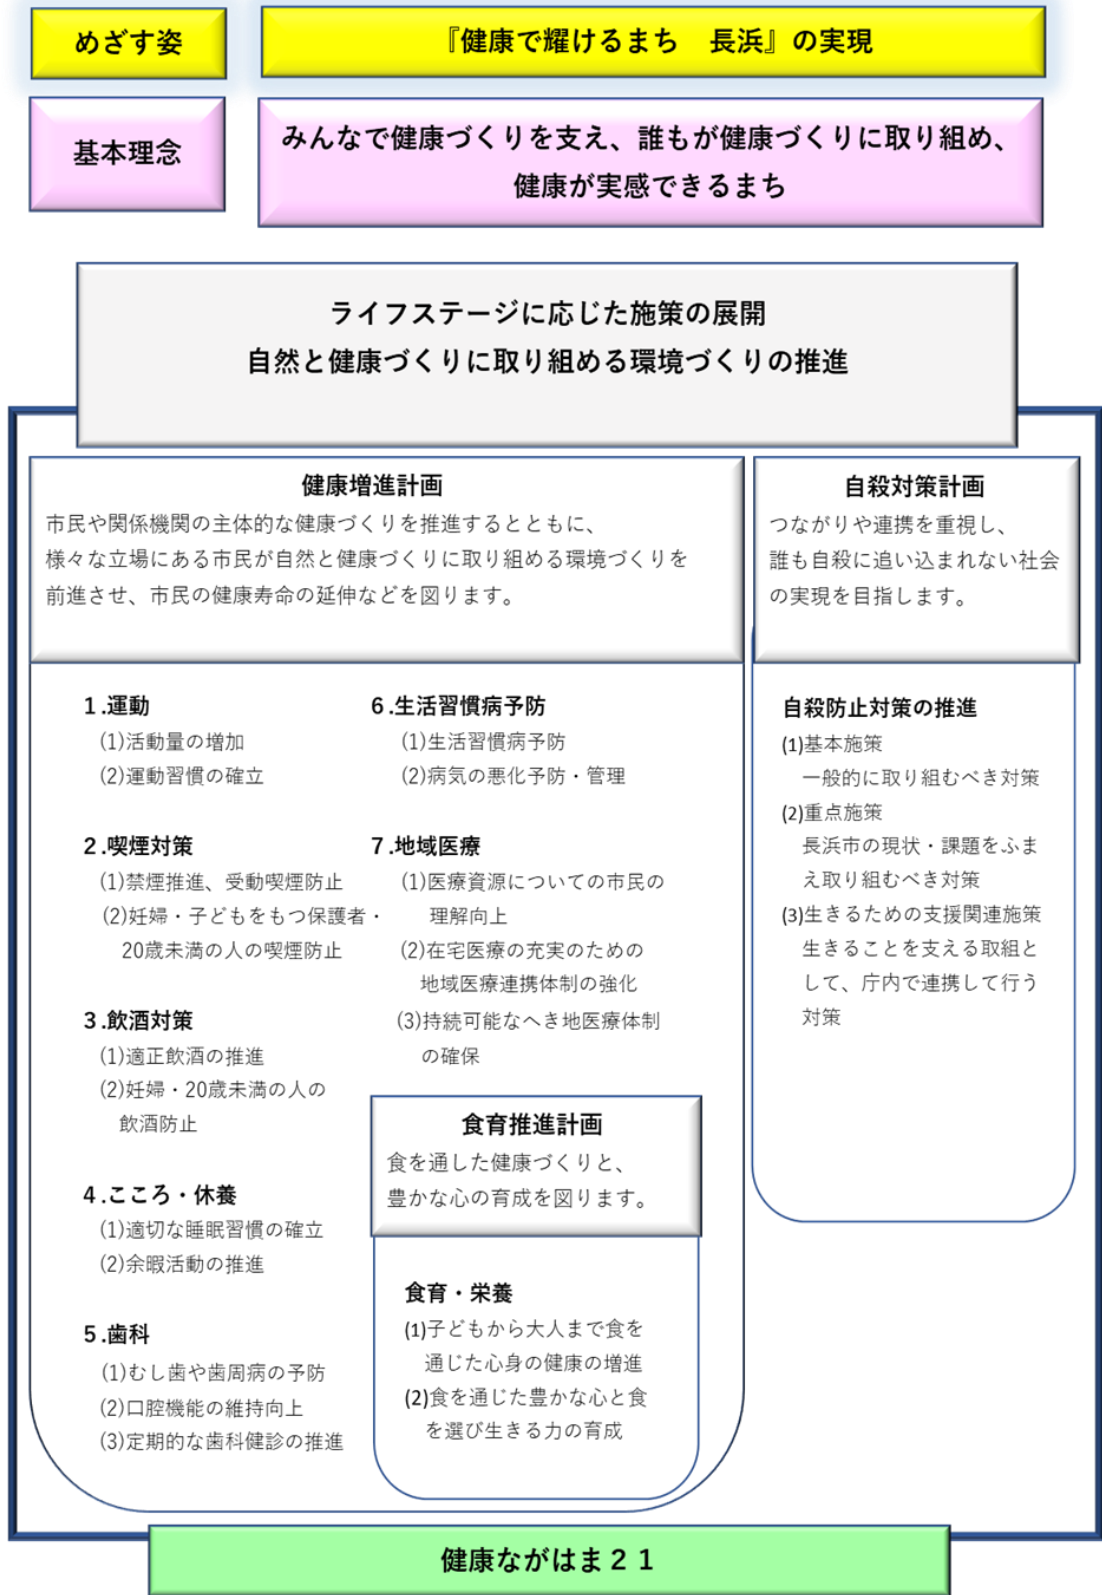 めざす姿
『健康で耀けるまち　長浜』の実現
基本理念
みんなで健康づくりを支え、誰もが健康づくりに取り組め、
健康が実感できるまち
ライフステージに応じた施策の展開
自然と健康づくりに取り組める環境づくりの推進
健康増進計画
市民や関係機関の主体的な健康づくりを推進するとともに、
様々な立場にある市民が自然と健康づくりに取り組める環境づくりを
前進させ、市民の健康寿命の延伸などを図ります。
1.運動
(1)活動量の増加
(2)運動習慣の確立
2.喫煙対策
(1)禁煙推進、受動喫煙防止
(2)妊婦・子どもをもつ保護者・
20歳未満の人の喫煙防止
3.飲酒対策
(1)適正飲酒の推進
(2)妊婦・20歳未満の人の
飲酒防止
4.こころ・休養
(1)適切な睡眠習慣の確立
(2)余暇活動の推進
5.歯科
(1)むし歯や歯周病の予防
(2)口腔機能の維持向上
(3)定期的な歯科健診の推進
6.生活習慣病予防
(1)生活習慣病予防
(2)病気の悪化予防・管理
7.地域医療
(1)医療資源についての市民の
理解向上
(2)在宅医療の充実のための
地域医療連携体制の強化
(3)持続可能なへき地医療体制
の確保
食育推進計画
食を通した健康づくりと、
豊かな心の育成を図ります。
食育・栄養
(1)子どもから大人まで食を
通じた心身の健康の増進
(2)食を通じた豊かな心と食
を選び生きる力の育成
自殺対策計画
つながりや連携を重視し、
誰も自殺に追い込まれない社会
の実現を目指します。
自殺防止対策の推進
(1)基本施策
一般的に取り組むべき対策
(2)重点施策
長浜市の現状・課題をふま
え取り組むべき対策
(3)生きるための支援関連施策
生きることを支える取組と
して、庁内で連携して行う
対策
健康ながはま２１